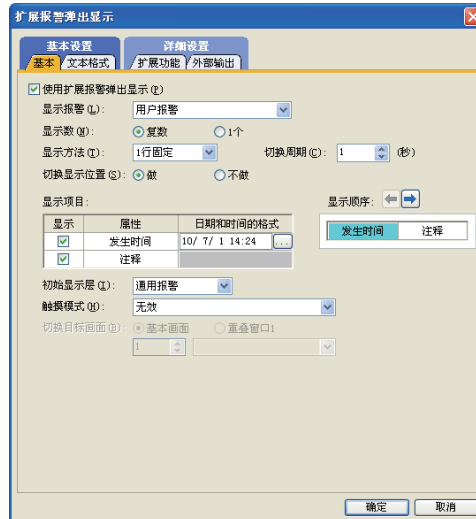 扩展报警弹出显示
基本设置 详细设置
基本 文本格式 扩展功能 外部输出
使用扩展报警弹出显示(P)
显示报警(L): 用户报警
显示数(N): 复数 1个
显示方法(T): 1行固定 切换周期(C): 1 (秒)
切换显示位置(S): 做 不做
显示项目: 显示顺序:
显示 属性 日期和时间的格式
发生时间 10/ 7/ 1 14:24 ...
注释
发生时间 注释
初始显示层(I): 通用报警
触摸模式(H): 无效
切换目标画面(B): 基本画面 重叠窗口1
1
确定 取消